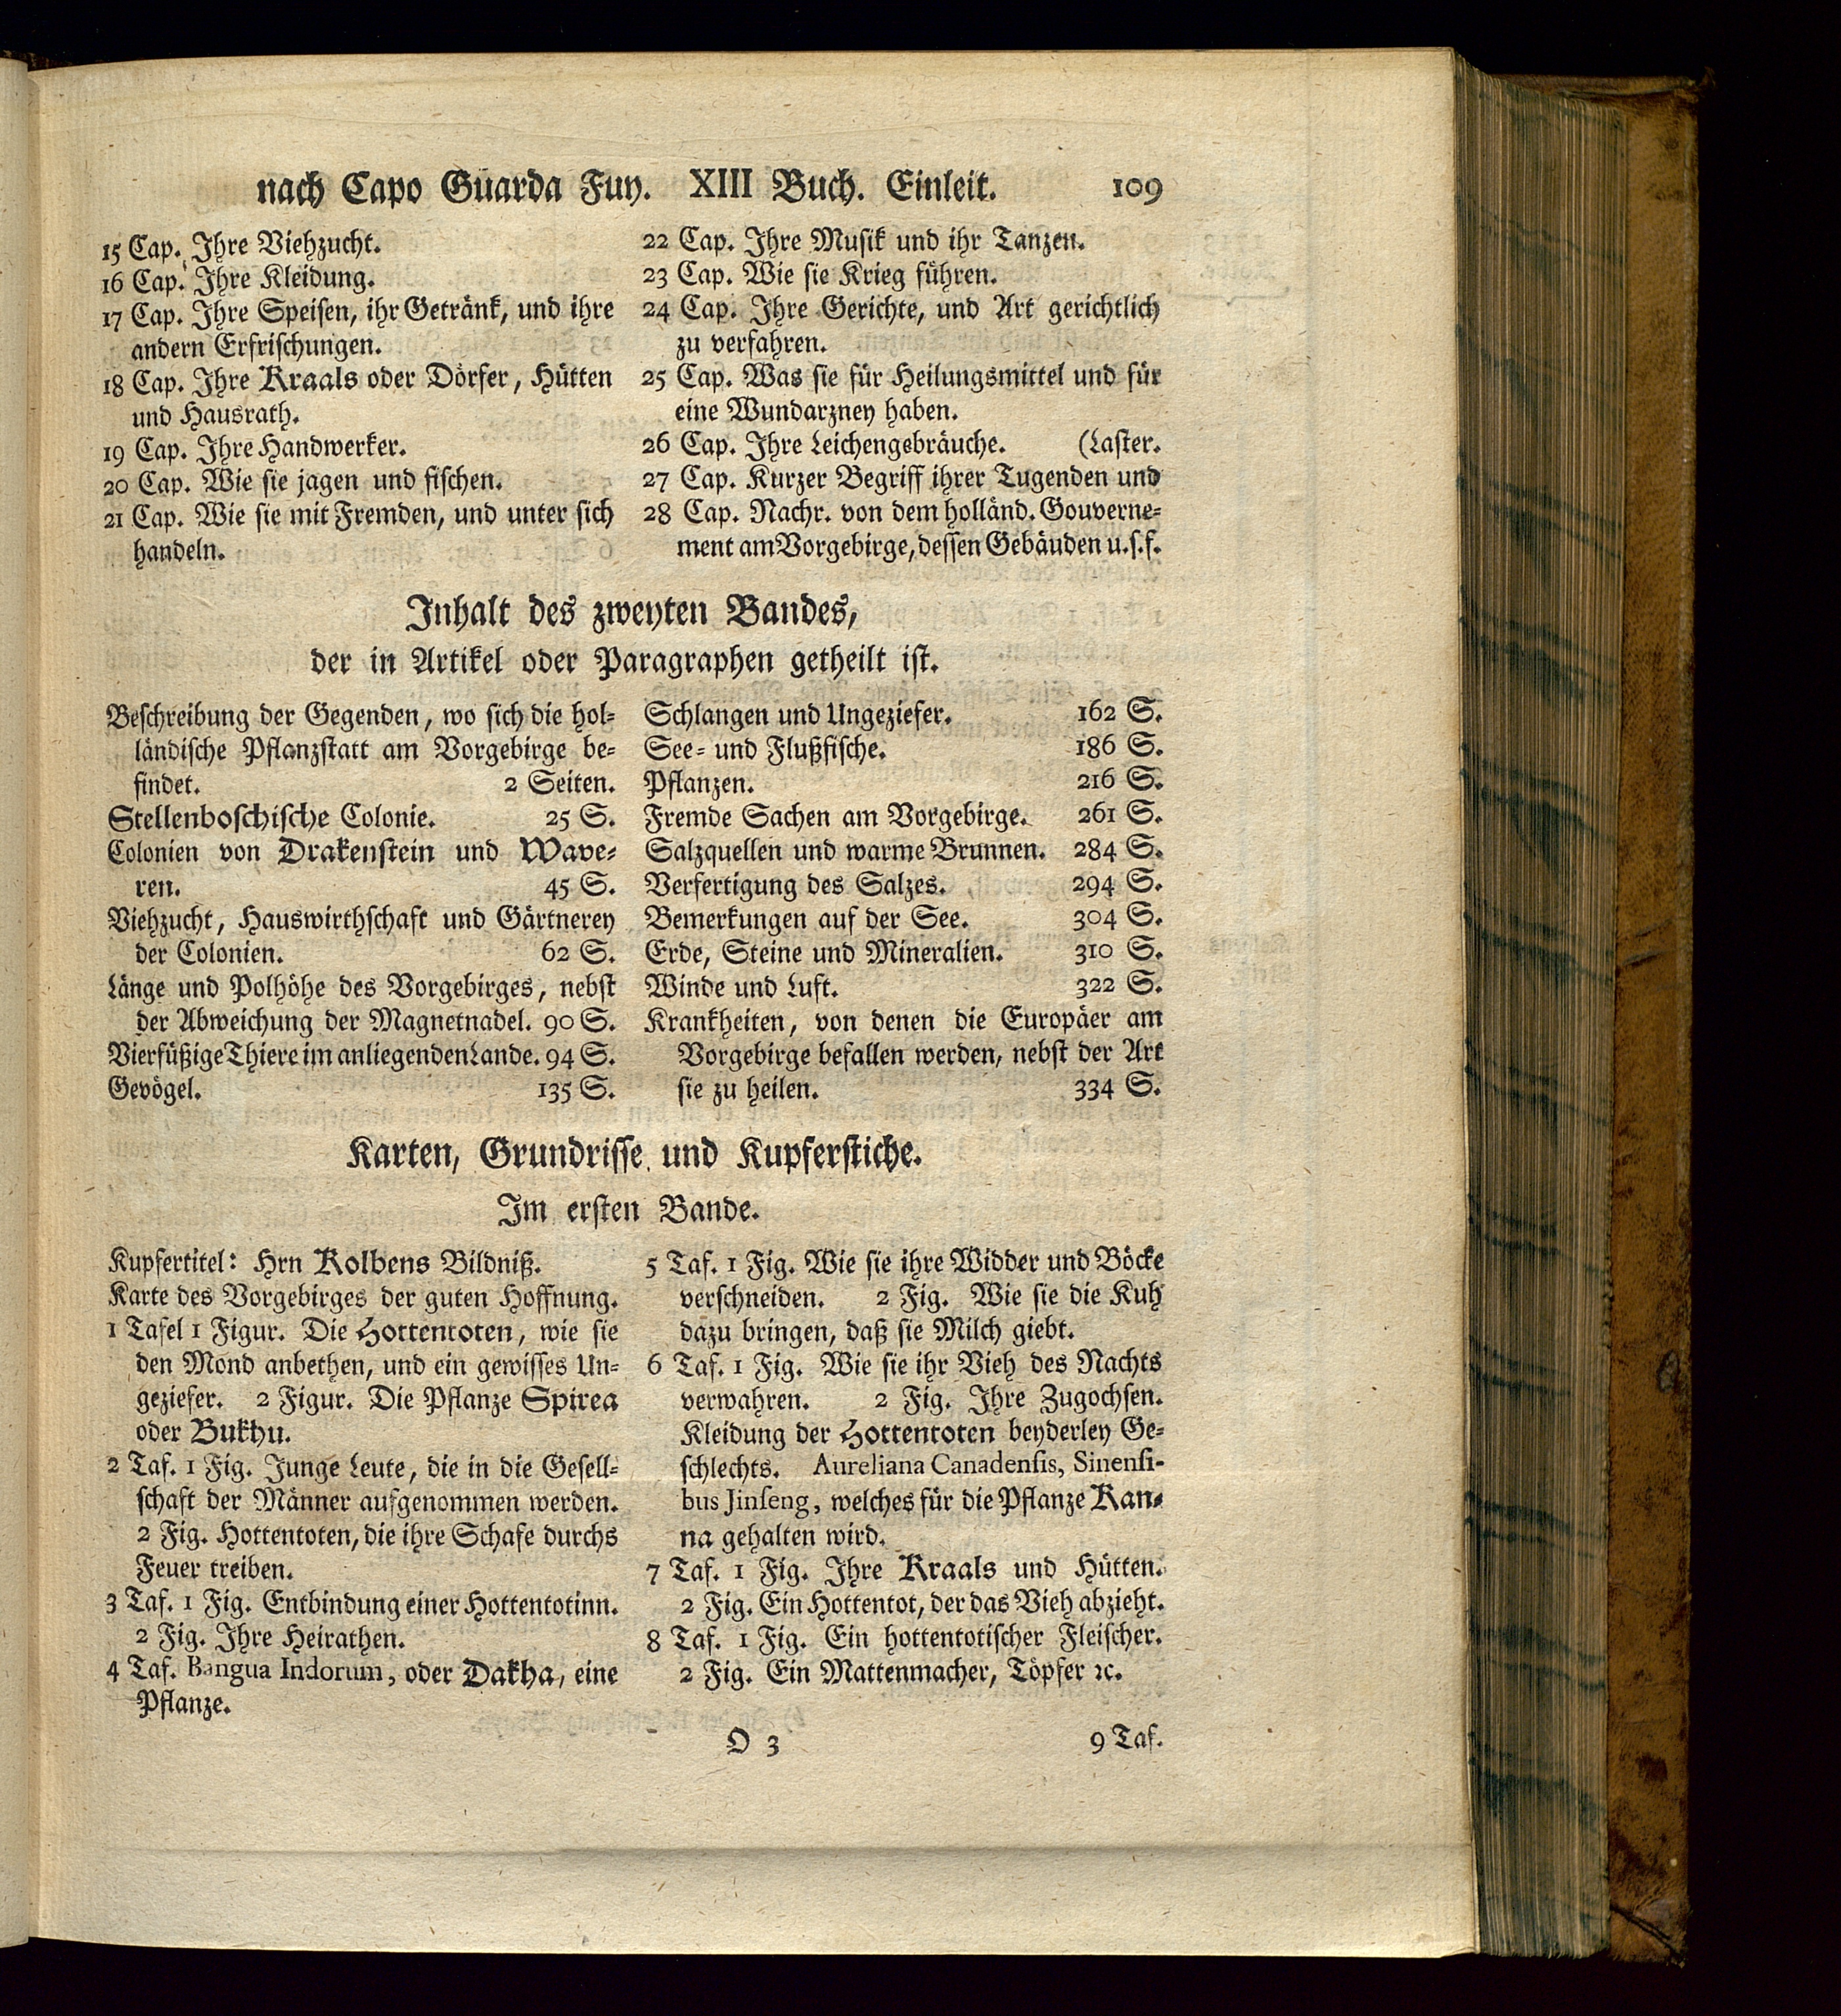 nach Capo Guarda Fuy. XIII Buch. Einleit. 109
15 Cap. Ihre Viehzucht.
16 Cap. Ihre Kleidung.
17 Cap. Ihre Speisen, ihr Getränk, und ihre
andern Erfrischungen.
18 Cap. Ihre Kraals oder Dörfer, Hütten
und Hausrath.
19 Cap. Ihre Handwerker.
20 Cap. Wie sie jagen und fischen.
21 Cap. Wie sie mit Fremden, und unter sich
handeln.
22 Cap. Ihre Musik und ihr Tanzen.
23 Cap. Wie sie Krieg führen.
24 Cap. Ihre Gerichte, und Art gerichtlich
zu verfahren.
25 Cap. Was sie für Heilungsmittel und für
eine Wundarzney haben.
26 Cap. Ihre Leichengebräuche. (Laster.
27 Cap. Kurzer Begriff ihrer Tugenden und
28 Cap. Nachr. von dem holländ. Gouverne=
ment am Vorgebirge, dessen Gebäuden u.s.f.
Inhalt des zweyten Bandes,
der in Artikel oder Paragraphen getheilt ist.
Beschreibung der Gegenden, wo sich die hol=
ländische Pflanzstatt am Vorgebirge be=
findet. 2 Seiten.
Stellenboschische Colonie. 25 S.
Colonien von Drakenstein und Wave=
ren. 45 S.
Viehzucht, Hauswirthschaft und Gärtnerey
der Colonien. 62 S.
Länge und Polhöhe des Vorgebirges, nebst
der Abweichung der Magnetnadel. 90 S.
Vierfüßige Thiere im anliegenden Lande. 94 S.
Gevögel. 135 S.
Schlangen und Ungeziefer. 162 S.
See= und Flußfische. 186 S.
Pflanzen. 216 S.
Fremde Sachen am Vorgebirge. 261 S.
Salzquellen und warme Brunnen. 284 S.
Verfertigung des Salzes. 294 S.
Bemerkungen auf der See. 304 S.
Erde, Steine und Mineralien. 310 S.
Winde und Luft. 322 S.
Krankheiten, von denen die Europäer am
Vorgebirge befallen werden, nebst der Art
sie zu heilen. 334 S.
Karten, Grundrisse und Kupferstiche.
Im ersten Bande.
Kupfertitel: Hrn Kolbens Bildniß.
Karte des Vorgebirges der guten Hoffnung.
1 Tafel 1 Figur. Die Hottentoten, wie sie
den Mond anbethen, und ein gewisses Un=
geziefer. 2 Figur. Die Pflanze Spirea
oder Bukhu.
2 Taf. 1 Fig. Junge Leute, die in die Gesell=
schaft der Männer aufgenommen werden.
2 Fig. Hottentoten, die ihre Schafe durchs
Feuer treiben.
3 Taf. 1 Fig. Entbindung einer Hottentotinn.
2 Fig. Ihre Heirathen.
4 Taf. Bangua Indorum, oder Dakha, eine
Pflanze.
5 Taf. 1 Fig. Wie sie ihre Widder und Böcke
verschneiden. 2 Fig. Wie sie die Kuh
dazu bringen, daß sie Milch giebt.
6 Taf. 1 Fig. Wie sie ihr Vieh des Nachts
verwahren. 2 Fig. Ihre Zugochsen.
Kleidung der Hottentoten beyderley Ge=
schlechts. Aureliana Canadensis, Sinensi-
bus Jinseng, welches für die Pflanze Kan=
na gehalten wird.
7 Taf. 1 Fig. Ihre Kraals und Hütten.
2 Fig. Ein Hottentot, der das Vieh abzieht.
8 Taf. 1 Fig. Ein hottentotischer Fleischer.
2 Fig. Ein Mattenmacher, Töpfer ꝛc.
O 3 9 Taf.